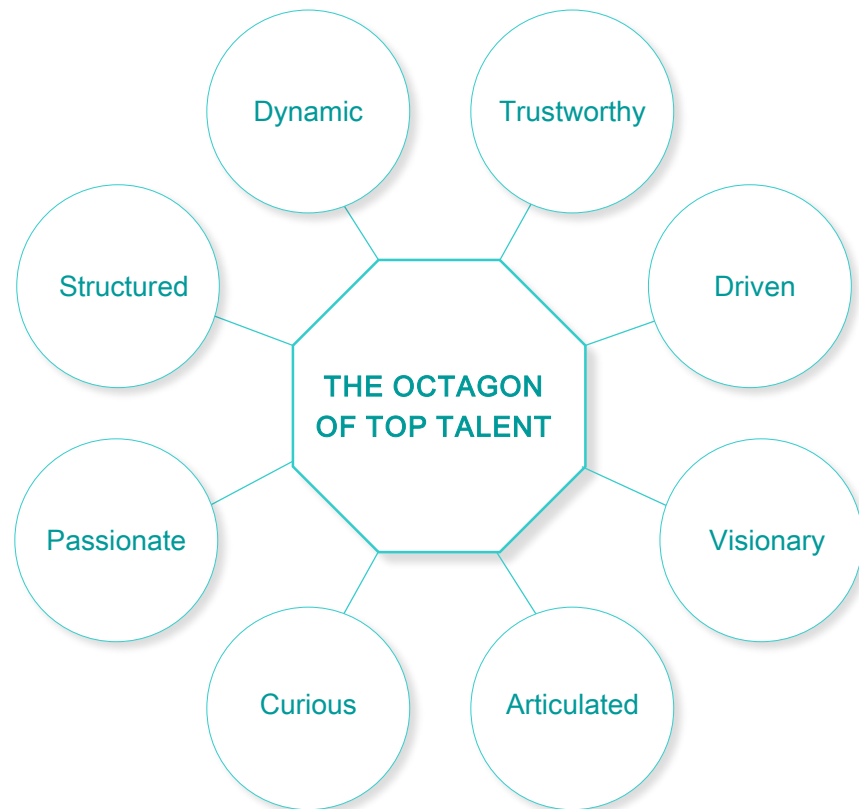 Dynamic
Trustworthy
Structured
Driven
THE OCTAGON
OF TOP TALENT
Passionate
Visionary
Curious
Articulated